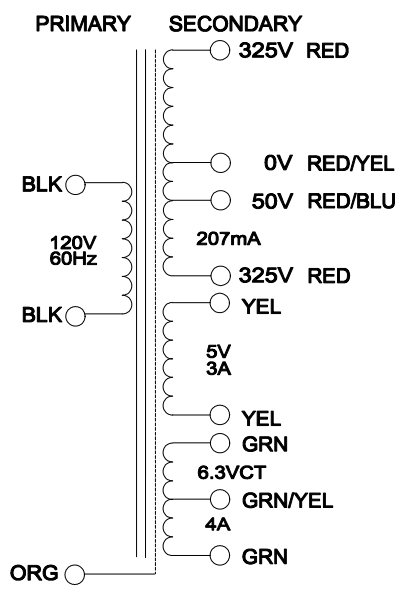 PRIMARY SECONDARY
325V RED
0V RED/YEL
BLK
50V RED/BLU
120V
60Hz
207mA
325V RED
YEL
BLK
5V
3A
YEL
GRN
6.3VCT
GRN/YEL
4A
GRN
ORG